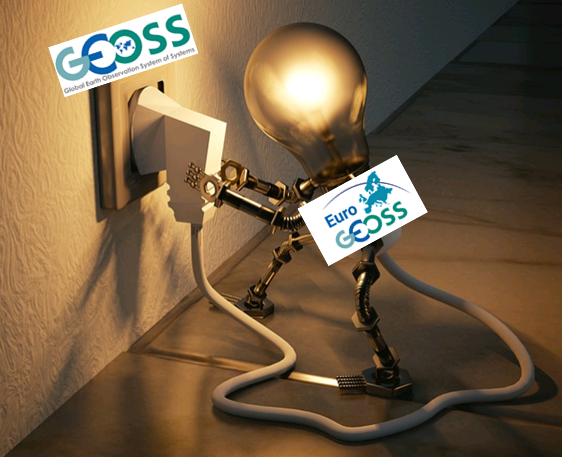 GEOSS
Global Earth Observation System of Systems
Euro
GEOSS